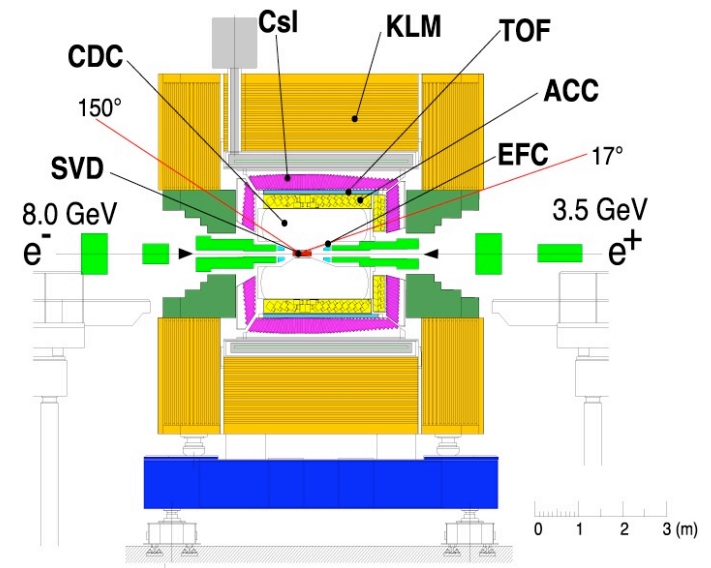 CsI
KLM
TOF
CDC
ACC
150°
EFC
17°
SVD
8.0 GeV
3.5 GeV
e-
e+
0 1 2 3 (m)